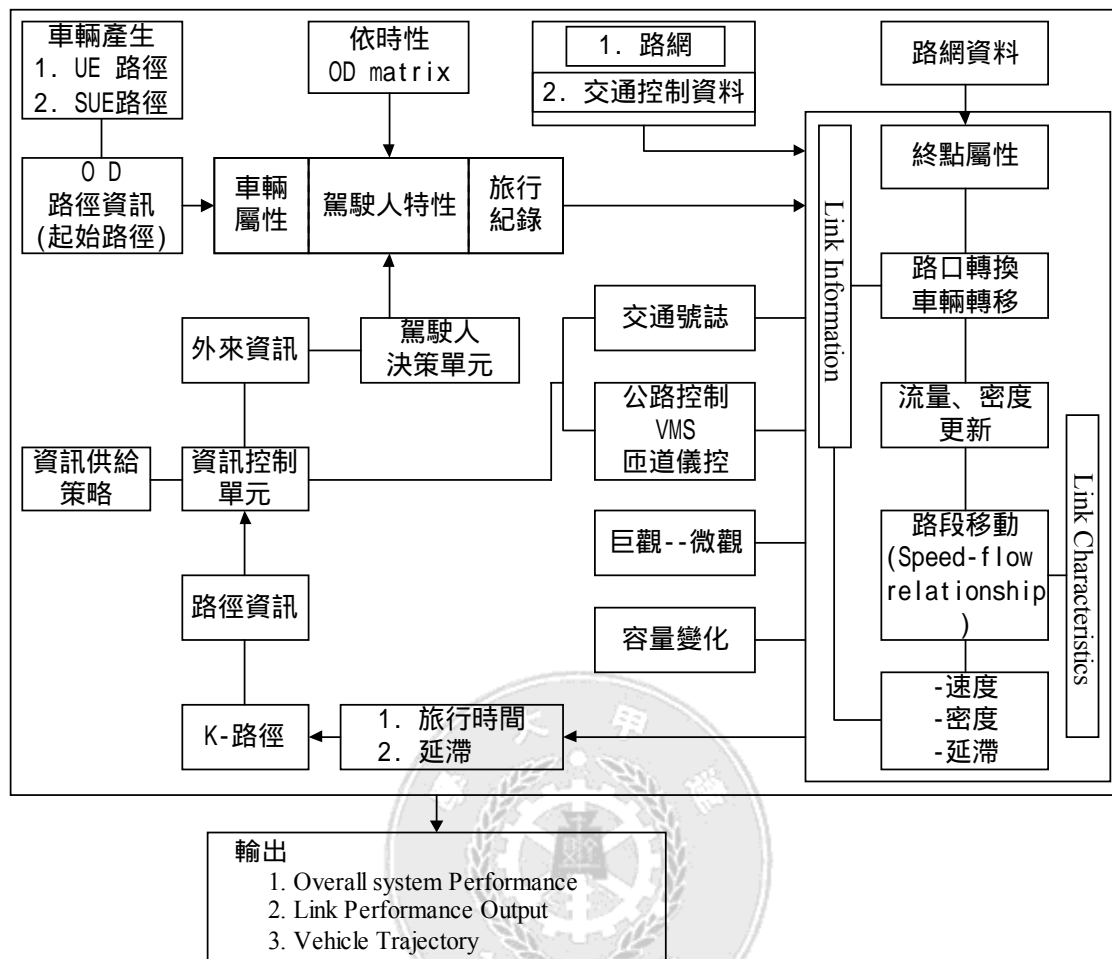 車輛產生
1. UE 路徑
2. SUE路徑
依時性
OD matrix
1. 路網
2. 交通控制資料
路網資料
O D
路徑資訊
(起始路徑)
車輛
屬性
駕駛人特性
旅行
紀錄
終點屬性
Link Information
路口轉換
車輛轉移
外來資訊
駕駛人
決策單元
交通號誌
公路控制
VMS
匝道儀控
流量、密度
更新
資訊供給
策略
資訊控制
單元
路段移動
(Speed-flow
relationship
)
Link Characteristics
巨觀--微觀
路徑資訊
容量變化
K-路徑
1. 旅行時間
2. 延滯
-速度
-密度
-延滯
輸出
1. Overall system Performance
2. Link Performance Output
3. Vehicle Trajectory